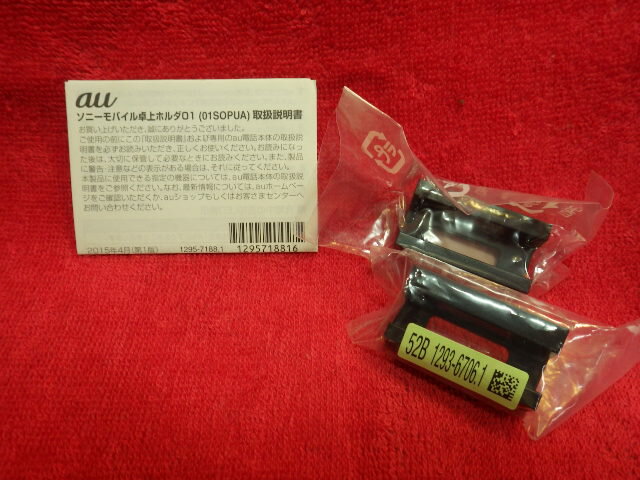 au
ソニーモバイル卓上ホルダ01 (01SOPUA) 取扱説明書
お買い上げいただき、誠にありがとうございました。
ご使用の前にこの「取扱説明書」および専用のau電話本体の取扱説
明書を必ずお読みいただき、正しくお使いください。お読みになっ
た後は、大切に保管して必要なときにお読みください。また、製品
に警告・注意などの表示がある場合は、それに従ってください。
本製品に使用できる指定の機器については、au電話本体の取扱説
明書をご参照ください。なお、最新情報については、auホームペー
ジをご確認いただくか、auショップもしくはお客さまセンターへ
お問い合わせください。
2015年4月(第1版)
1295-7188.1
1295718816
プラ
52B 1293-6706.1